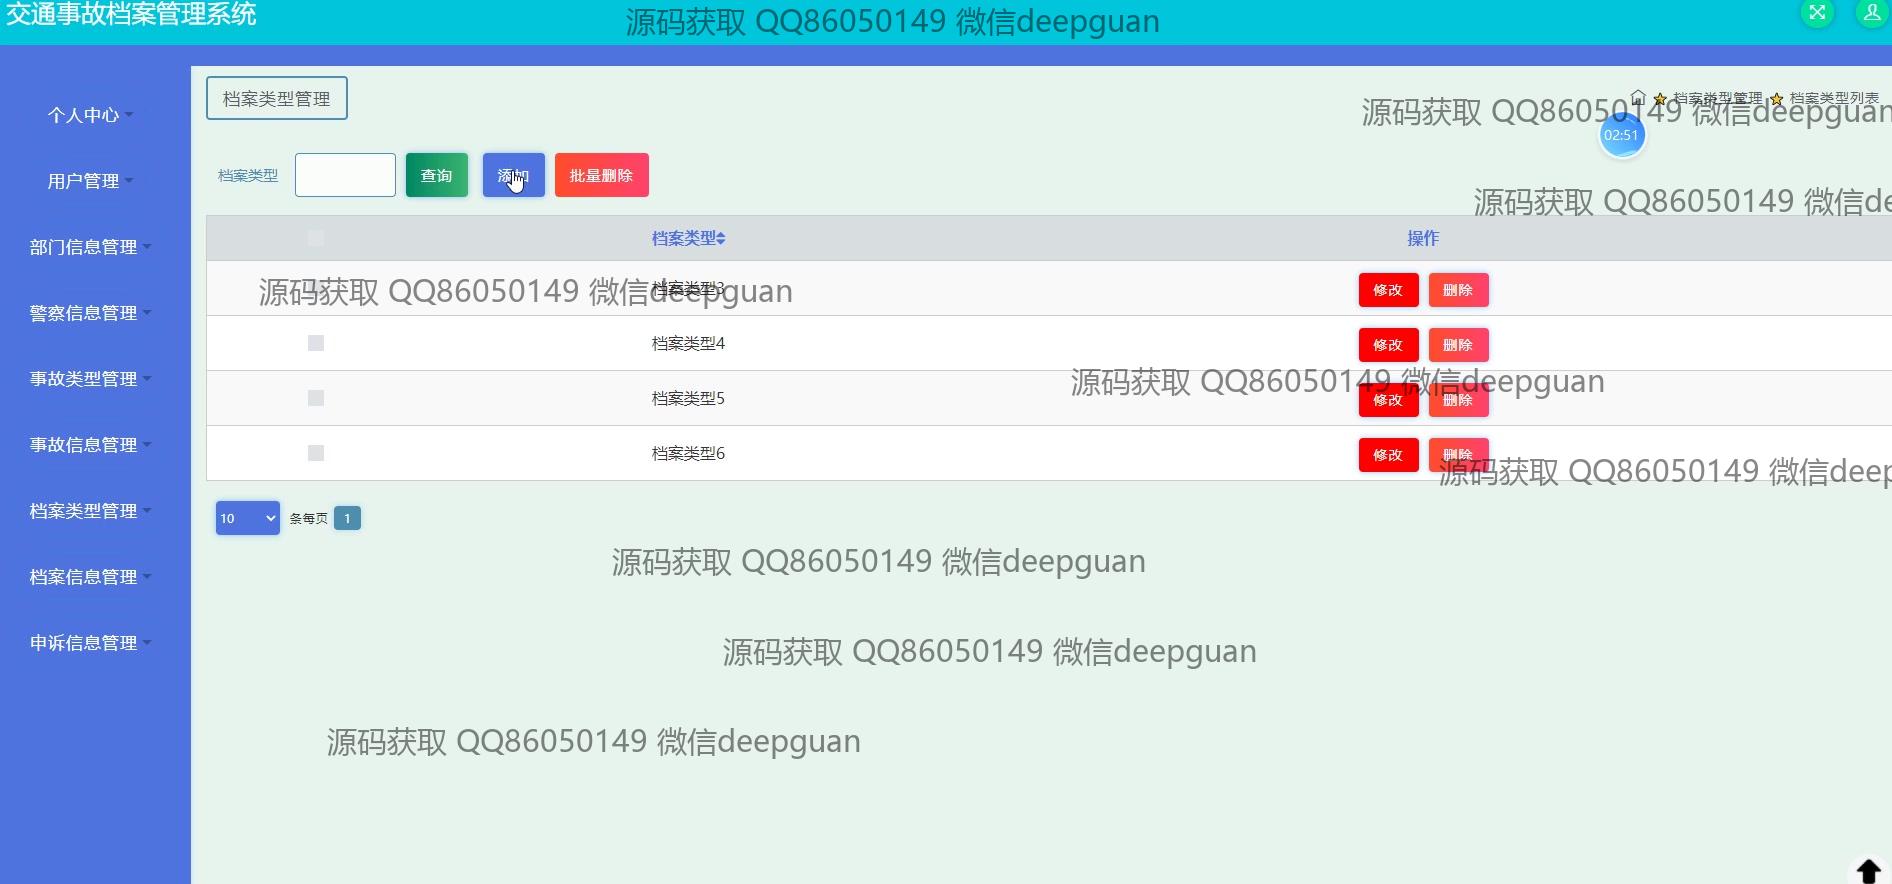 交通事故档案管理系统
源码获取 QQ86050149 微信deepguan
档案类型管理
档案类型管理 档案类型列表
源码获取 QQ86050149 微信deepguan
02:51
个人中心
用户管理
部门信息管理
警察信息管理
事故类型管理
事故信息管理
档案类型管理
档案信息管理
申诉信息管理
档案类型 查询 添加 批量删除
源码获取 QQ86050149 微信de
档案类型 操作
档案类型3 修改 删除
源码获取 QQ86050149 微信deepguan
档案类型4 修改 删除
源码获取 QQ86050149 微信deepguan
档案类型5 修改 删除
档案类型6 修改 删除
源码获取 QQ86050149 微信deep
10 条每页 1
源码获取 QQ86050149 微信deepguan
源码获取 QQ86050149 微信deepguan
源码获取 QQ86050149 微信deepguan